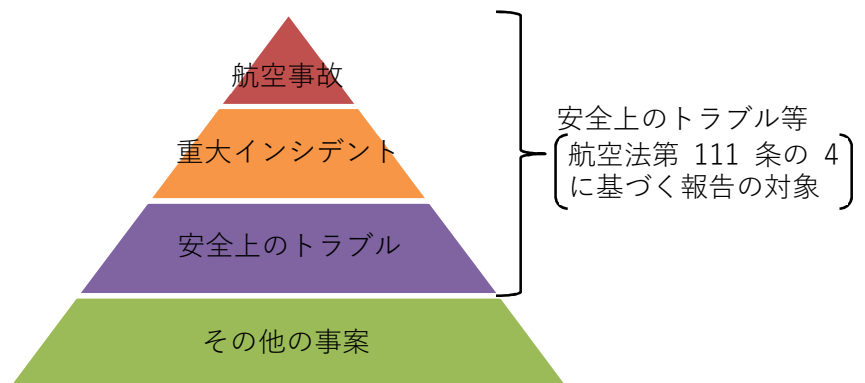 航空事故
重大インシデント
安全上のトラブル
その他の事案
安全上のトラブル等
航空法第 111 条の 4
に基づく報告の対象